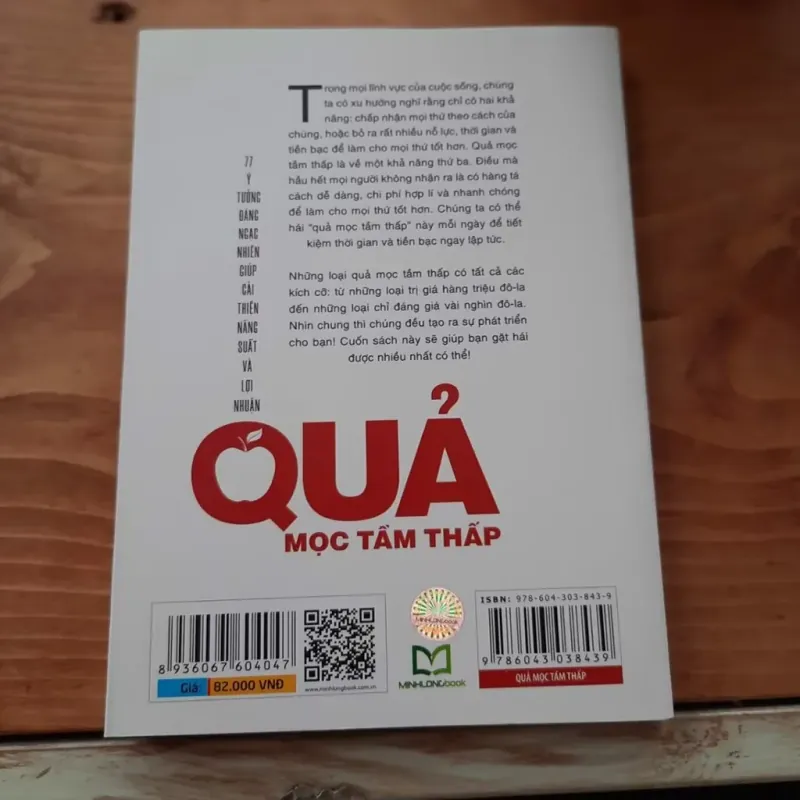 Trong mọi lĩnh vực của cuộc sống, chúng
ta có xu hướng nghĩ rằng chỉ có hai khả
năng: chấp nhận mọi thứ theo cách của
chúng, hoặc bỏ ra rất nhiều nỗ lực, thời gian và
tiền bạc để làm cho mọi thứ tốt hơn. Quả mọc
tầm thấp là về một khả năng thứ ba. Điều mà
hầu hết mọi người không nhận ra là có hàng tá
cách dễ dàng, chi phí hợp lí và nhanh chóng
để làm cho mọi thứ tốt hơn. Chúng ta có thể
hái "quả mọc tầm thấp" này mỗi ngày để tiết
kiệm thời gian và tiền bạc ngay lập tức.
Những loại quả mọc tầm thấp có tất cả các
kích cỡ: từ những loại trị giá hàng triệu đô-la
đến những loại chỉ đáng giá vài nghìn đô-la.
Nhìn chung thì chúng đều tạo ra sự phát triển
cho bạn! Cuốn sách này sẽ giúp bạn gặt hái
được nhiều nhất có thể!
77
Ý
TƯỞNG
ĐÁNG
NGẠC
NHIÊN
GIÚP
CẢI
THIỆN
NĂNG
SUẤT
VÀ
LỢI
NHUẬN
QUẢ
MỌC TẦM THẤP
8 936067 604047
Giá: 82.000 VNĐ
www.minhlongbook.com.vn
MINHLONGbook
MINHLONGbook
ISBN: 978-604-303-843-9
9 786043 038439
QUẢ MỌC TẦM THẤP